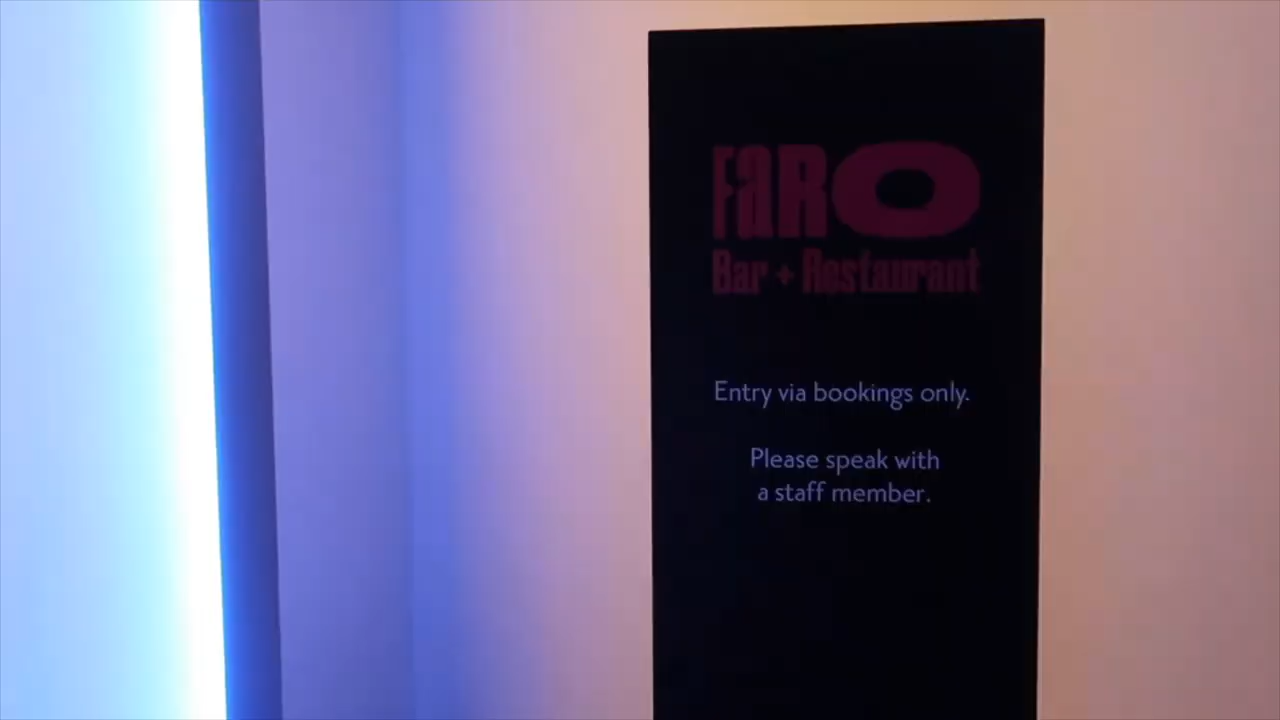 FaRO
Bar + Restaurant
Entry via bookings only.
Please speak with
a staff member.